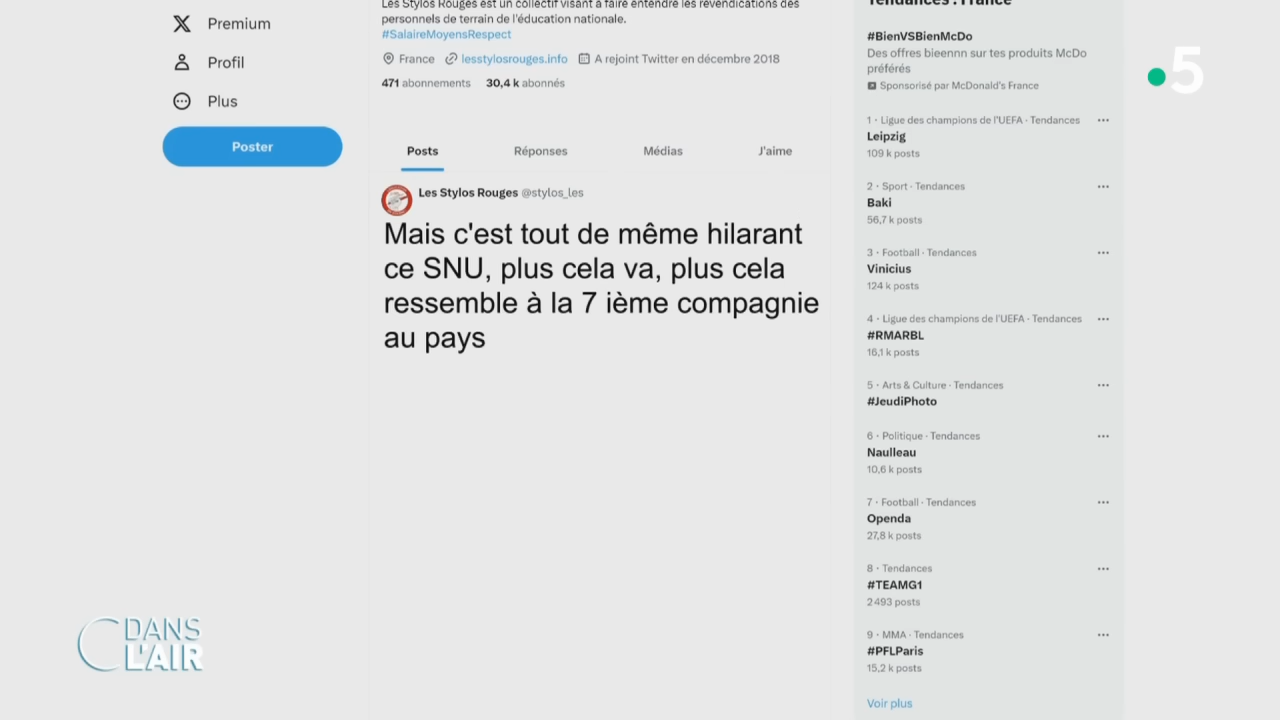 Premium
Profil
Plus
Poster
Les Stylos Rouges est un collectif visant à faire entendre les revendications des
personnels de terrain de l'éducation nationale.
#SalaireMoyensRespect
France lesstylosrouges.info A rejoint Twitter en décembre 2018
471 abonnements 30,4 k abonnés
Posts Réponses Médias J'aime
Les Stylos Rouges @stylos_les
Mais c'est tout de même hilarant
ce SNU, plus cela va, plus cela
ressemble à la 7 ième compagnie
au pays
Tendances : France
#BienVSBienMcDo
Des offres bieennn sur tes produits McDo
préférés
Sponsorisé par McDonald's France
1 · Ligue des champions de l'UEFA · Tendances
Leipzig
109 k posts
2 · Sport · Tendances
Baki
56,7 k posts
3 · Football · Tendances
Vinicius
124 k posts
4 · Ligue des champions de l'UEFA · Tendances
#RMARBL
16,1 k posts
5 · Arts & Culture · Tendances
#JeudiPhoto
6 · Politique · Tendances
Naulleau
10,6 k posts
7 · Football · Tendances
Openda
27,8 k posts
8 · Tendances
#TEAMG1
2 493 posts
9 · MMA · Tendances
#PFLParis
15,2 k posts
Voir plus
5
C DANS
L'AIR